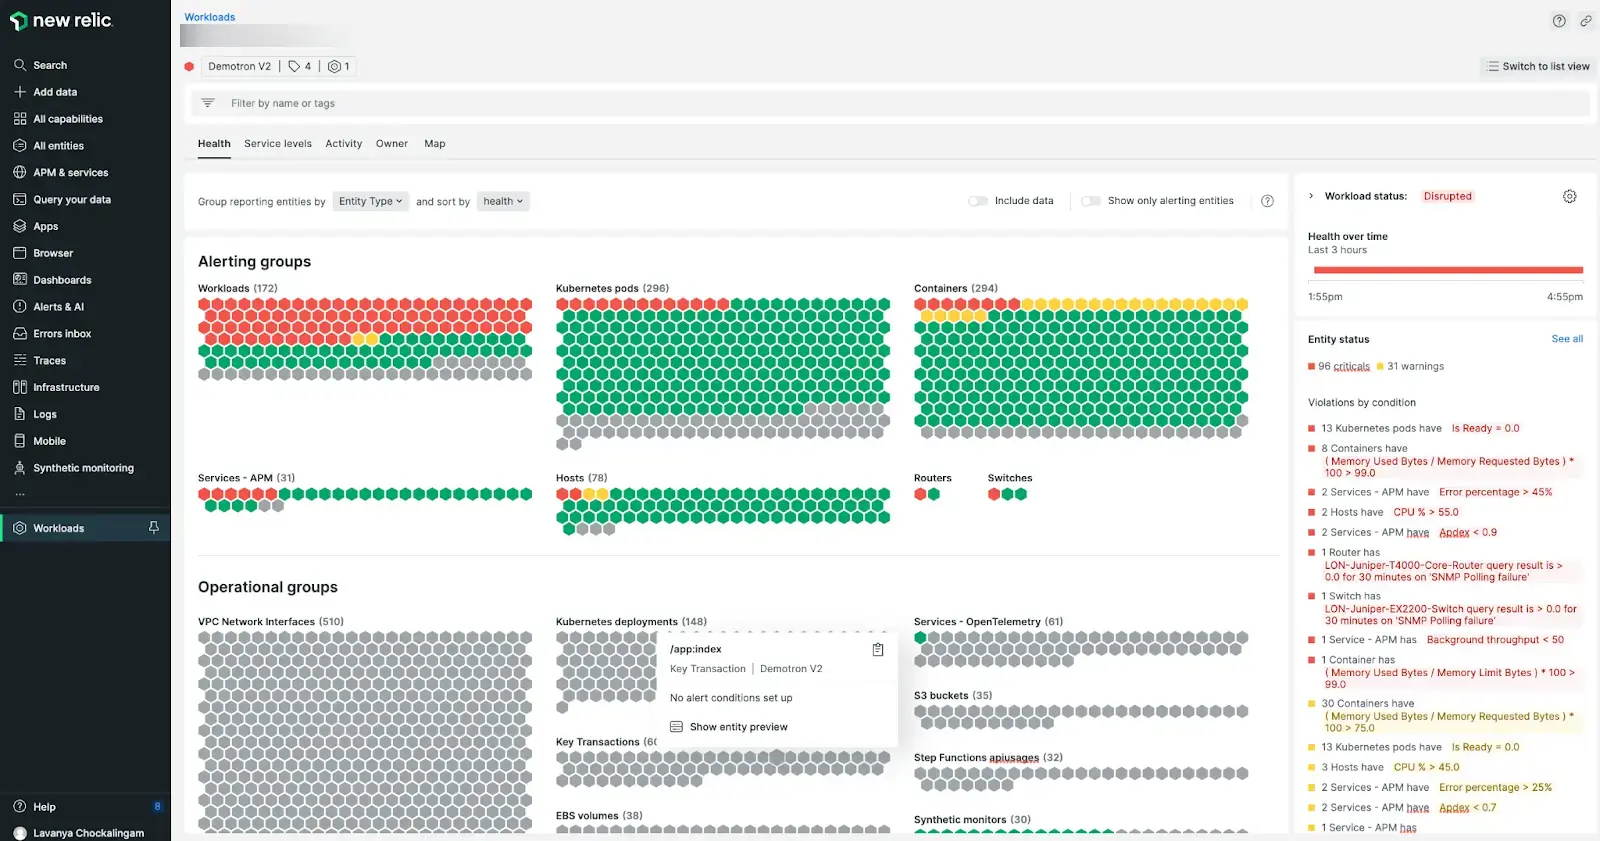 new relic
Search
Add data
All capabilities
All entities
APM & services
Query your data
Apps
Browser
Dashboards
Alerts & AI
Errors inbox
Traces
Infrastructure
Logs
Mobile
Synthetic monitoring
...
Workloads
Help 8
Lavanya Chockalingam
Workloads
Demotron V2 | 4 | 1
Switch to list view
Filter by name or tags
Health Service levels Activity Owner Map
Group reporting entities by Entity Type and sort by health
Include data Show only alerting entities
Alerting groups
Workloads (172) Kubernetes pods (296) Containers (294)
Services - APM (31) Hosts (78) Routers Switches
Operational groups
VPC Network Interfaces (510) Kubernetes deployments (148) Services - OpenTelemetry (61)
/app:index
Key Transaction | Demotron V2
No alert conditions set up
Show entity preview
S3 buckets (35)
Key Transactions
Step Functions apiusages (32)
EBS volumes (38) Synthetic monitors (30)
Workload status: Disrupted
Health over time
Last 3 hours
1:55pm 4:55pm
Entity status See all
96 criticals 31 warnings
Violations by condition
13 Kubernetes pods have Is Ready = 0.0
8 Containers have
( Memory Used Bytes / Memory Requested Bytes ) *
100 > 99.0
2 Services - APM have Error percentage > 45%
2 Hosts have CPU % > 55.0
2 Services - APM have Apdex < 0.9
1 Router has
LON-Juniper-T4000-Core-Router query result is >
0.0 for 30 minutes on 'SNMP Polling failure'
1 Switch has
LON-Juniper-EX2200-Switch query result is > 0.0 for
30 minutes on 'SNMP Polling failure'
1 Service - APM has Background throughput < 50
1 Container has
( Memory Used Bytes / Memory Limit Bytes ) * 100 >
99.0
30 Containers have
( Memory Used Bytes / Memory Requested Bytes ) *
100 > 75.0
13 Kubernetes pods have Is Ready = 0.0
3 Hosts have CPU % > 45.0
2 Services - APM have Error percentage > 25%
2 Services - APM have Apdex < 0.7
1 Service - APM has